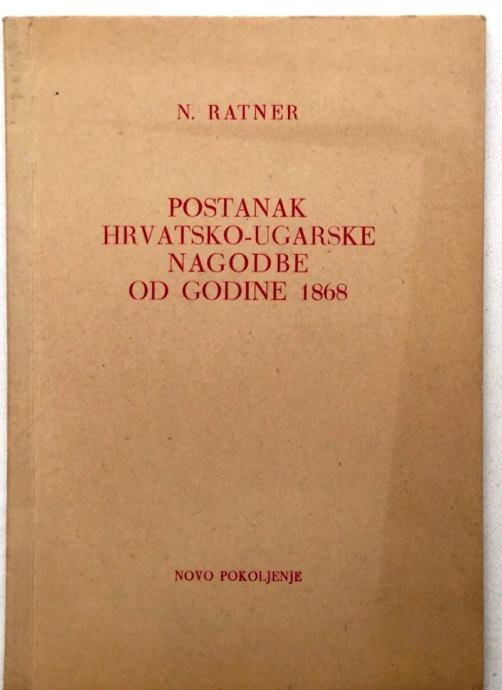 N. RATNER
POSTANAK
HRVATSKO-UGARSKE
NAGODBE
OD GODINE 1868
NOVO POKOLJENJE